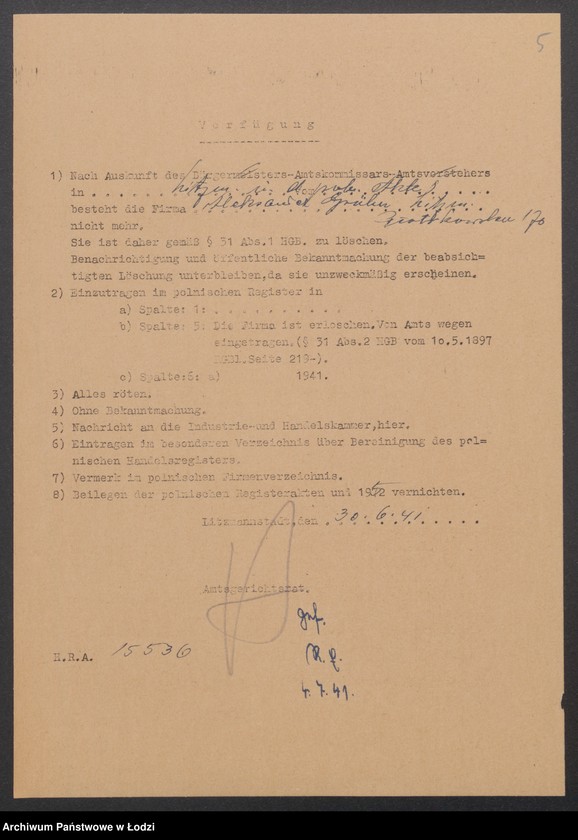 5
Verfügung
1) Nach Auskunft des Bürgermeisters-Amtskommissars-Amtsvorstehers
in
besteht die Firma Aleksander
170
nicht mehr.
Sie ist daher gemäß § 31 Abs.1 HGB. zu löschen.
Benachrichtigung und öffentliche Bekanntmachung der beabsich=
tigten Löschung unterbleiben,da sie unzweckmäßig erscheinen.
2) Einzutragen im polnischen Register in
a) Spalte: 1: . . . . . . . . . . .
b) Spalte: 5: Die Firma ist erloschen.Von Amts wegen
eingetragen.(§ 31 Abs.2 HGB vom 10.5.1897
RGBl.Seite 219-).
c) Spalte:6: a) 1941.
3) Alles röten.
4) Ohne Bekanntmachung.
5) Nachricht an die Industrie-und Handelskammer,hier.
6) Eintragen im besonderen Verzeichnis über Bereinigung des pol=
nischen Handelsregisters.
7) Vermerk im polnischen Firmenverzeichnis.
8) Beilegen der polnischen Registerakten und 1972 vernichten.
Litzmannstadt,den 30.6.41
Amtsgerichtsrat.
gef.
4.7.41.
H.R.A. 15536
Archiwum Państwowe w Łodzi